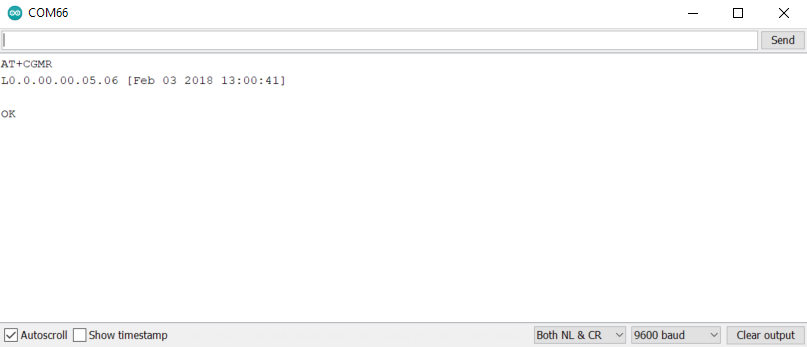 COM66
Send
AT+CGMR
L0.0.00.00.05.06 [Feb 03 2018 13:00:41]
OK
Autoscroll Show timestamp Both NL & CR 9600 baud Clear output